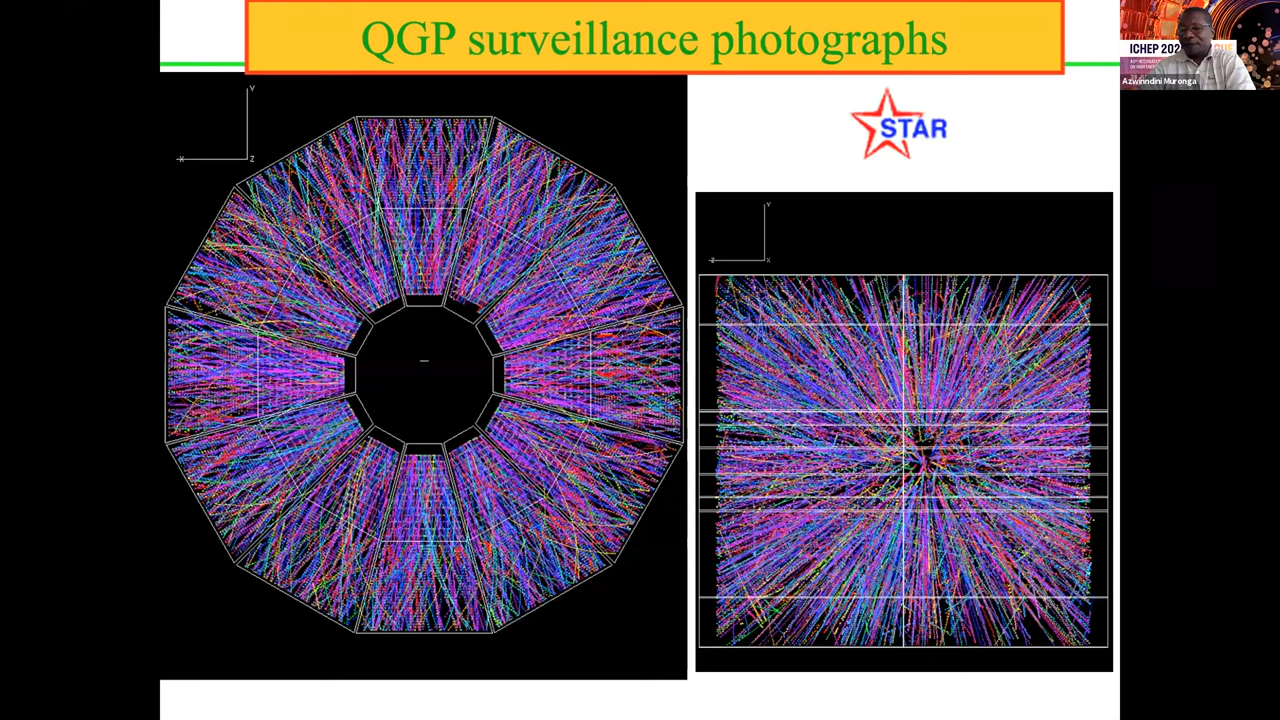 QGP surveillance photographs
ICHEP 202
Azwinndini Muronga
STAR
Y
X
Z
Y
Z
X